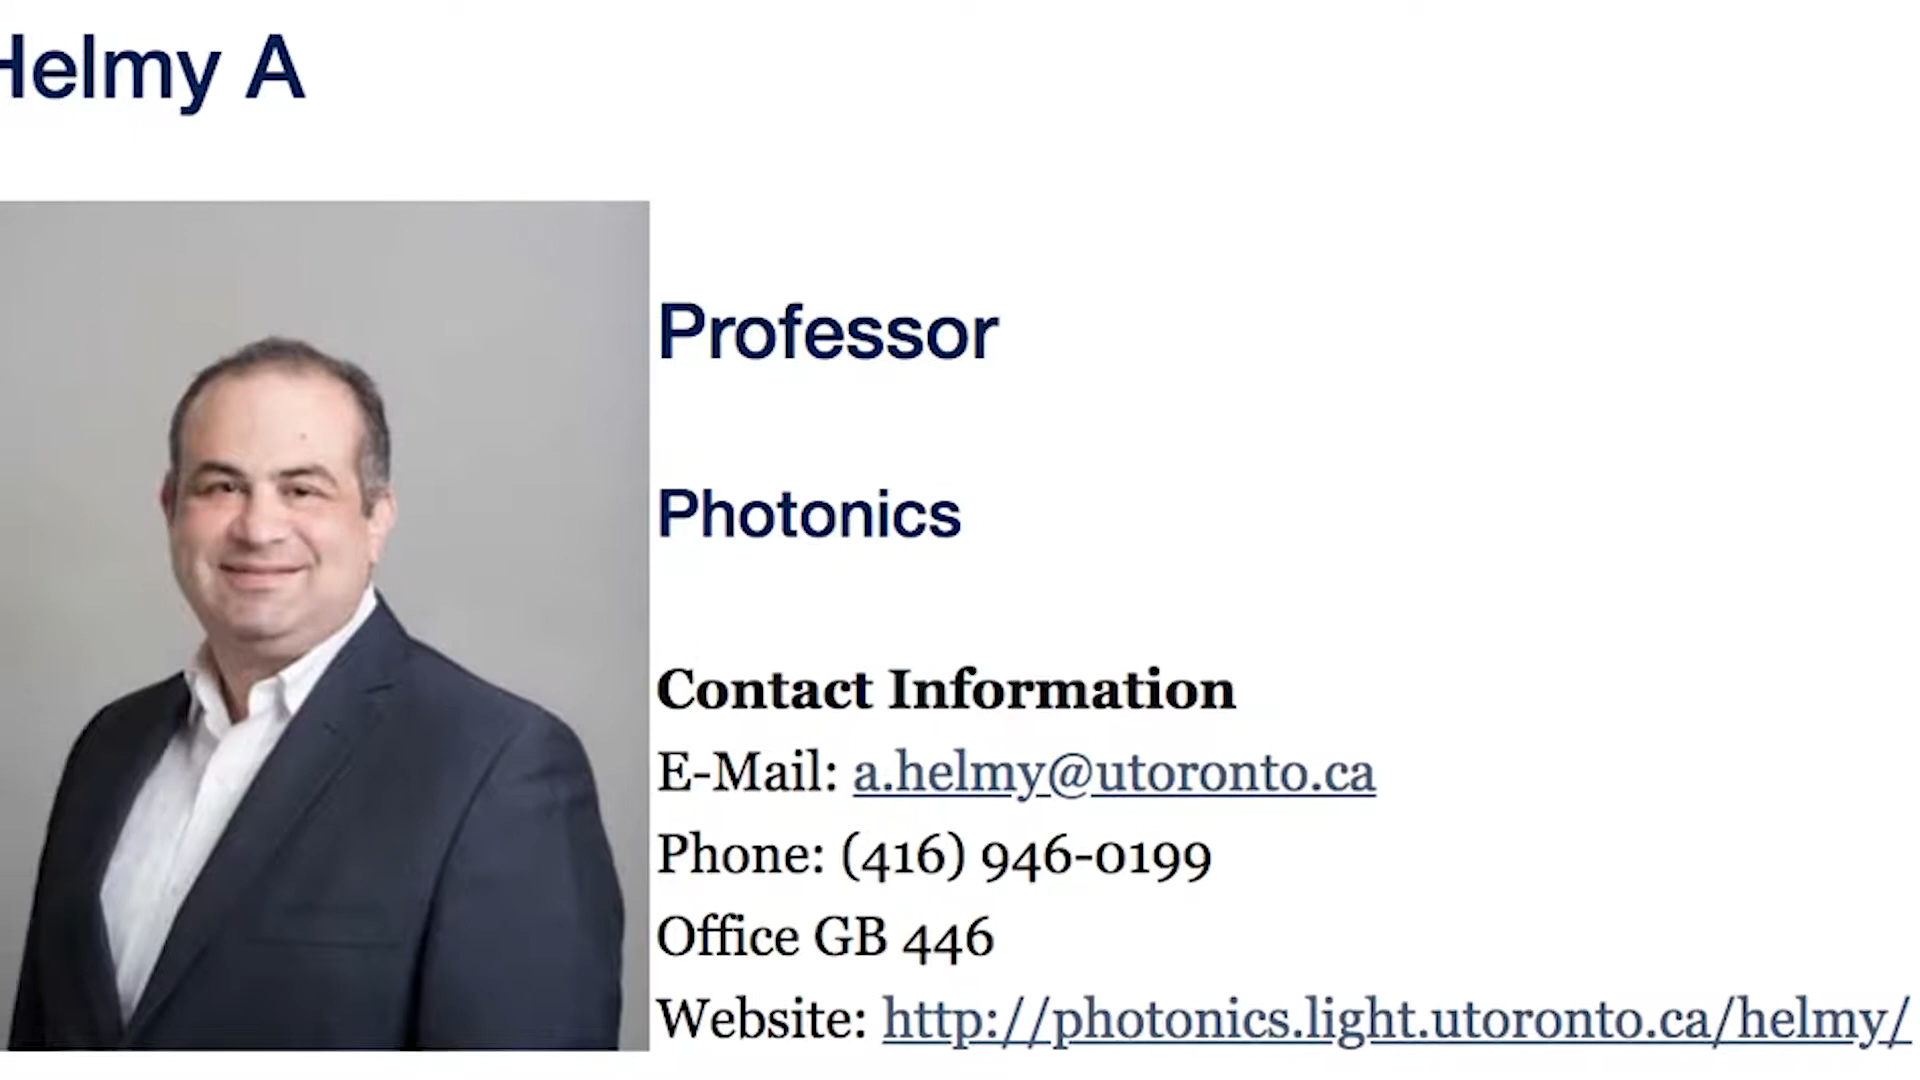 Helmy A
Professor
Photonics
Contact Information
E-Mail: a.helmy@utoronto.ca
Phone: (416) 946-0199
Office GB 446
Website: http://photonics.light.utoronto.ca/helmy/